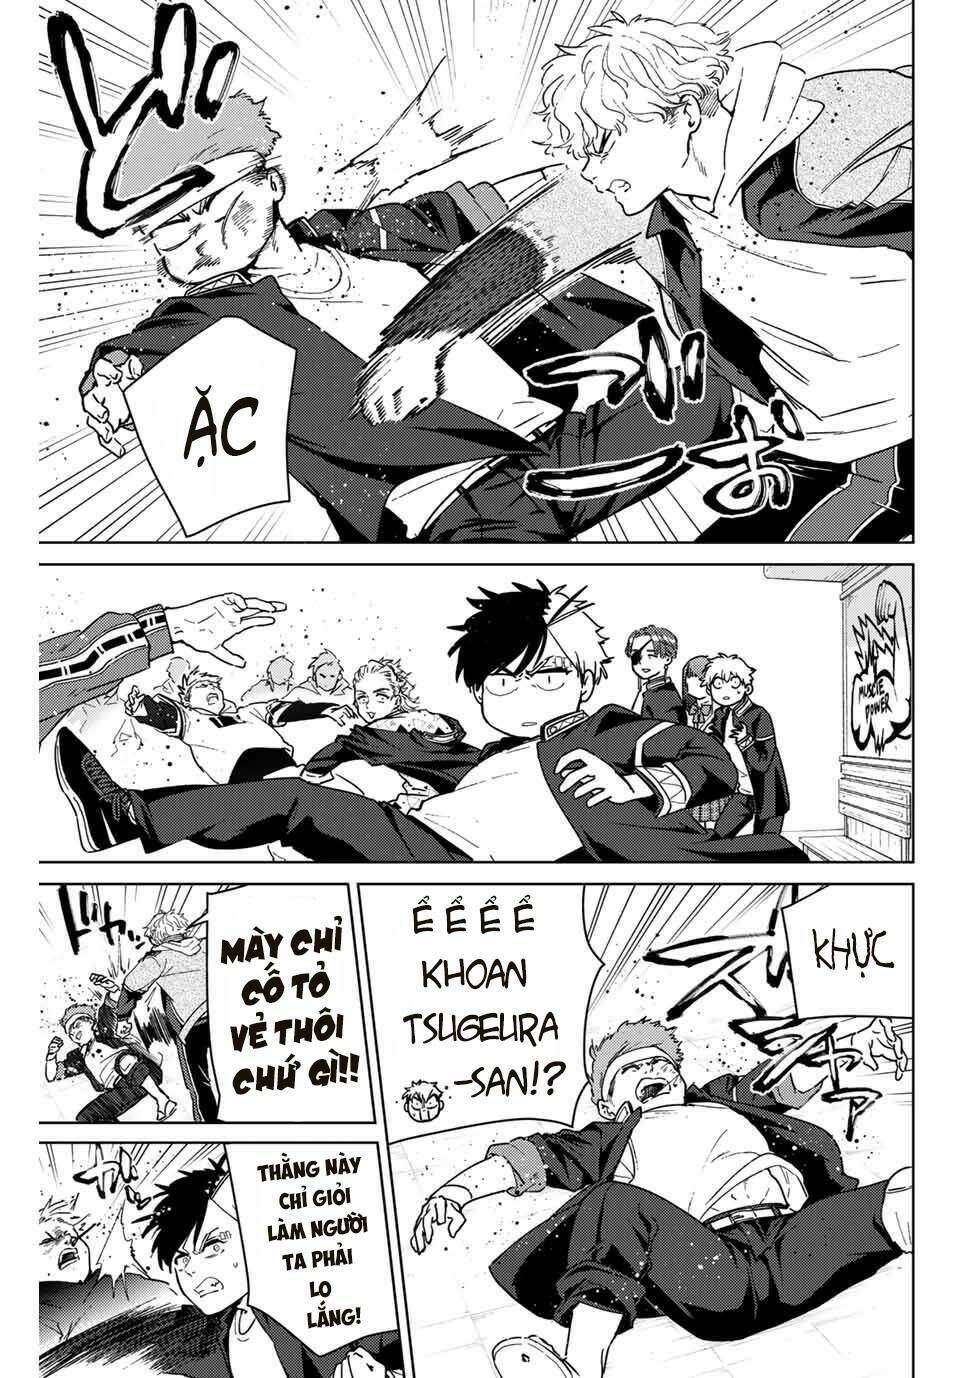 ẶC
MUSCLE
POWER
KHỰC
Ể Ể Ể Ể
KHOAN
TSUGEURA
-SAN!?
MÀY CHỈ
CỐ TỎ
VẺ THÔI
CHỨ GÌ!!
THẰNG NÀY
CHỈ GIỎI
LÀM NGƯỜI
TA PHẢI
LO
LẮNG!